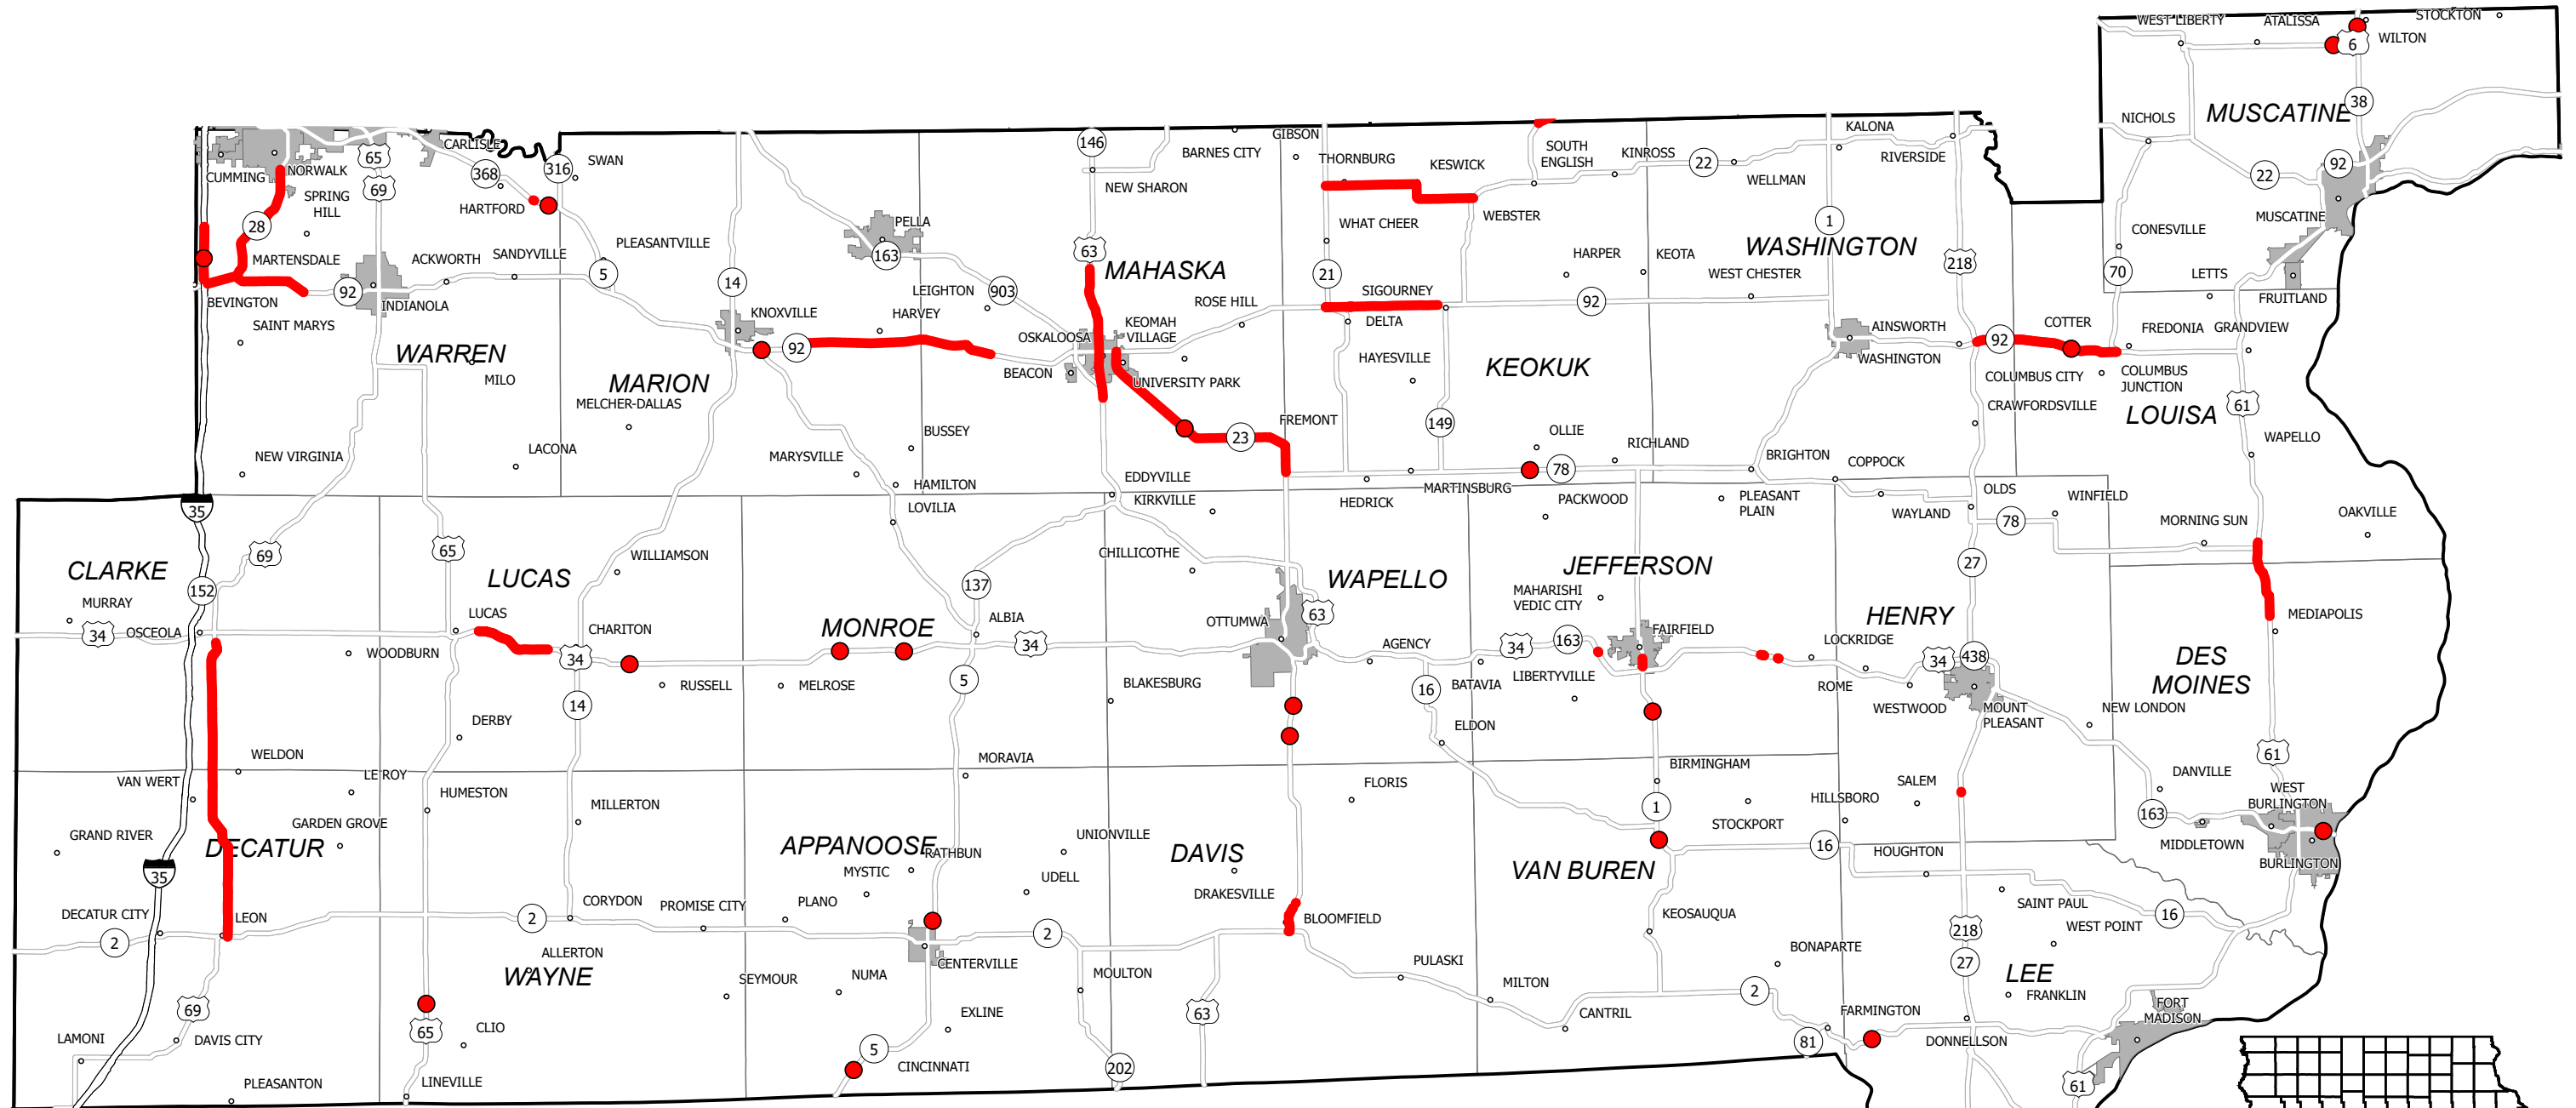 WEST LIBERTY
ATALISSA
STOCKTON
6
WILTON
38
MUSCATINE
NICHOLS
92
22
MUSCATINE
CONESVILLE
70
LETTS
FRUITLAND
CARLISLE
65
368
316
SWAN
CUMMING
NORWALK
69
SPRING
HILL
HARTFORD
28
MARTENSDALE
ACKWORTH
SANDYVILLE
PLEASANTVILLE
5
14
92
BEVINGTON
INDIANOLA
SAINT MARYS
WARREN
MILO
NEW VIRGINIA
LACONA
146
BARNES CITY
NEW SHARON
PELLA
163
63
MAHASKA
LEIGHTON
903
KNOXVILLE
HARVEY
92
OSKALOOSA
KEOMAH
VILLAGE
ROSE HILL
BEACON
UNIVERSITY PARK
MARION
MELCHER-DALLAS
BUSSEY
MARYSVILLE
HAMILTON
23
FREMONT
EDDYVILLE
GIBSON
THORNBURG
KESWICK
SOUTH
ENGLISH
KINROSS
22
WELLMAN
KALONA
RIVERSIDE
WHAT CHEER
WEBSTER
1
21
HARPER
KEOTA
WASHINGTON
WEST CHESTER
218
SIGOURNEY
92
DELTA
HAYESVILLE
KEOKUK
AINSWORTH
WASHINGTON
92
COTTER
FREDONIA
GRANDVIEW
COLUMBUS CITY
COLUMBUS
JUNCTION
CRAWFORDSVILLE
LOUISA
61
WAPELLO
149
OLLIE
RICHLAND
78
BRIGHTON
COPPOCK
HEDRICK
MARTINSBURG
PACKWOOD
PLEASANT
PLAIN
OLDS
WINFIELD
WAYLAND
78
MORNING SUN
OAKVILLE
35
69
65
LOVILIA
KIRKVILLE
CLARKE
152
LUCAS
WILLIAMSON
137
CHILLICOTHE
WAPELLO
JEFFERSON
MAHARISHI
VEDIC CITY
27
MURRAY
34
OSCEOLA
LUCAS
CHARITON
MONROE
ALBIA
34
OTTUMWA
63
AGENCY
34
163
FAIRFIELD
HENRY
LOCKRIDGE
34
438
MEDIAPOLIS
WOODBURN
34
RUSSELL
MELROSE
5
BLAKESBURG
16
BATAVIA
LIBERTYVILLE
ROME
WESTWOOD
MOUNT
PLEASANT
NEW LONDON
DES
MOINES
14
DERBY
ELDON
WELDON
MORAVIA
VAN WERT
LE ROY
HUMESTON
MILLERTON
FLORIS
BIRMINGHAM
1
HILLSBORO
SALEM
61
DANVILLE
WEST
BURLINGTON
163
GRAND RIVER
GARDEN GROVE
DECATUR
APPANOOSE
RATHBUN
UNIONVILLE
DAVIS
STOCKPORT
16
HOUGHTON
MIDDLETOWN
BURLINGTON
35
MYSTIC
UDELL
VAN BUREN
DECATUR CITY
LEON
2
CORYDON
PROMISE CITY
PLANO
DRAKESVILLE
BLOOMFIELD
KEOSAUQUA
SAINT PAUL
16
WEST POINT
2
2
218
ALLERTON
WAYNE
CENTERVILLE
SEYMOUR
NUMA
MOULTON
PULASKI
MILTON
BONAPARTE
27
LEE
FRANKLIN
2
69
65
CLIO
EXLINE
63
CANTRIL
FARMINGTON
FORT
MADISON
LAMONI
DAVIS CITY
5
CINCINNATI
202
81
DONNELLSON
PLEASANTON
LINEVILLE
61